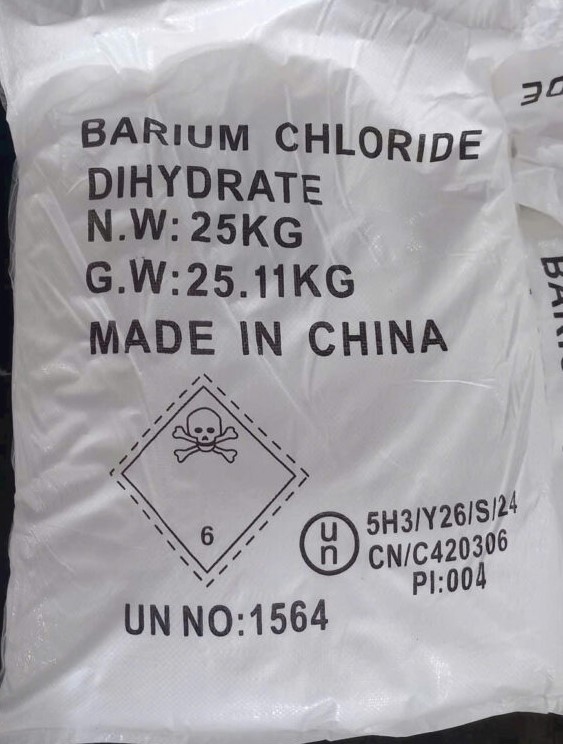 BARIUM CHLORIDE
DIHYDRATE
N.W: 25KG
G.W:25.11KG
MADE IN CHINA
6
un
5H3/Y26/S/24
CN/C420306
PI:004
UN NO:1564